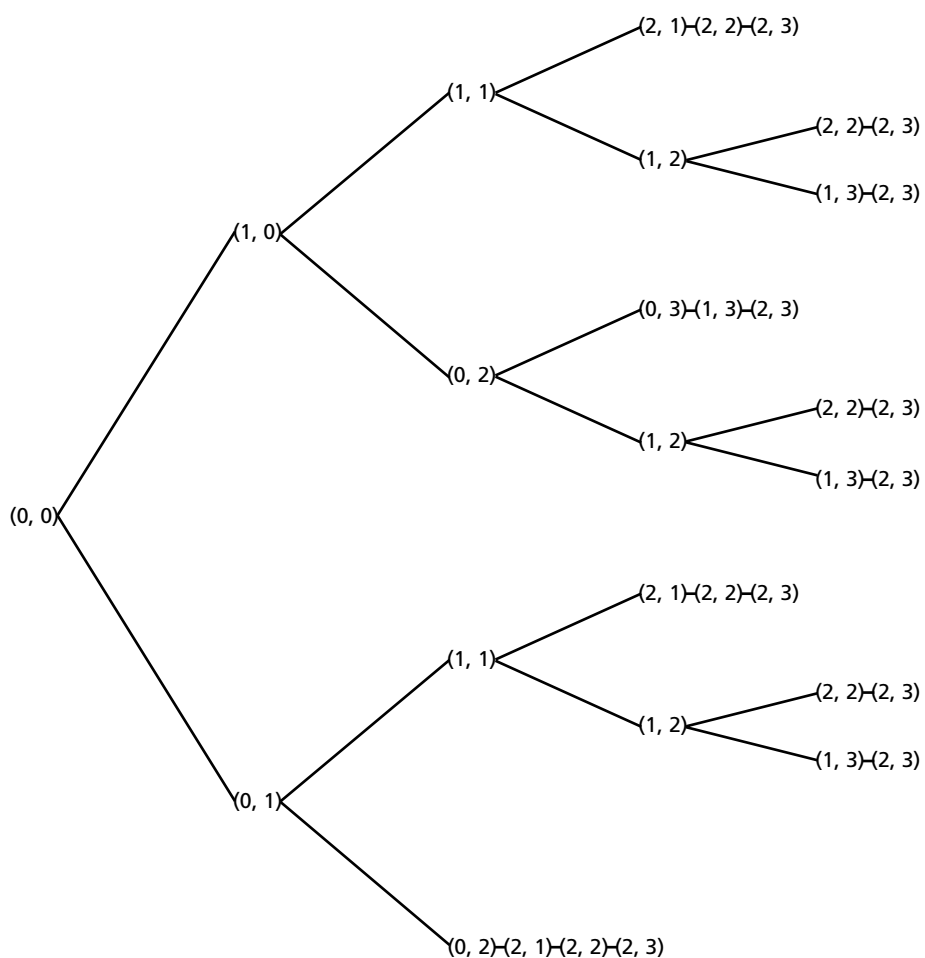 (2, 1)-(2, 2)-(2, 3)
(1, 1)
(2, 2)-(2, 3)
(1, 2)
(1, 3)-(2, 3)
(1, 0)
(0, 3)-(1, 3)-(2, 3)
(0, 2)
(2, 2)-(2, 3)
(1, 2)
(1, 3)-(2, 3)
(0, 0)
(2, 1)-(2, 2)-(2, 3)
(1, 1)
(2, 2)-(2, 3)
(1, 2)
(1, 3)-(2, 3)
(0, 1)
(0, 2)-(2, 1)-(2, 2)-(2, 3)